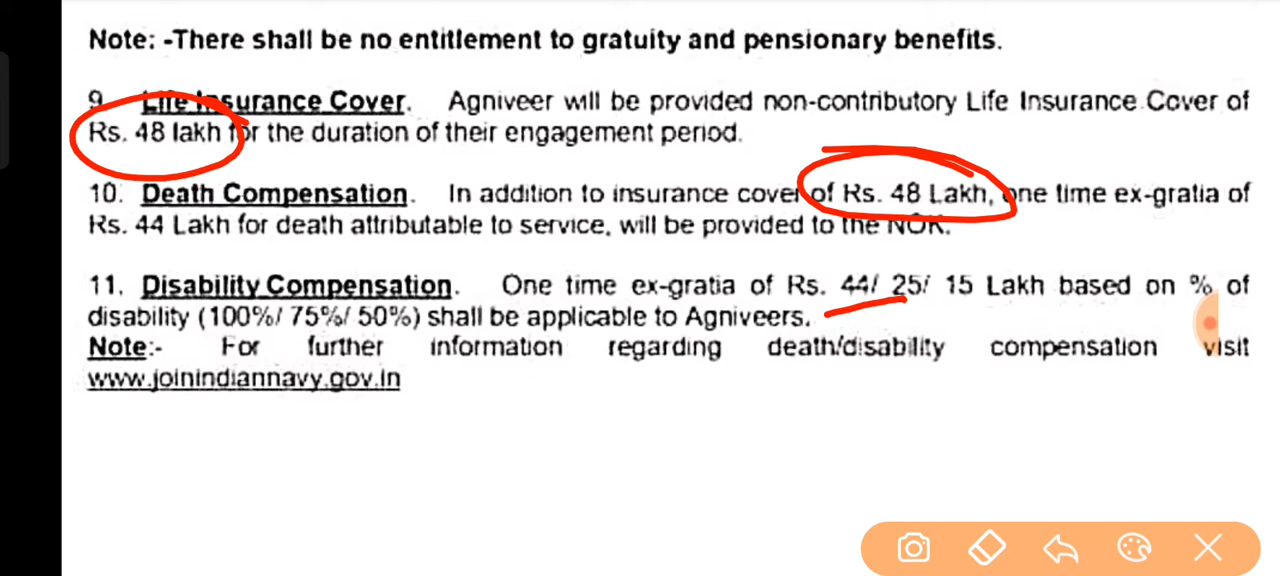 Note: -There shall be no entitlement to gratuity and pensionary benefits.
9. Life Insurance Cover. Agniveer will be provided non-contributory Life Insurance Cover of
Rs. 48 lakh for the duration of their engagement period.
10. Death Compensation. In addition to insurance cover of Rs. 48 Lakh, one time ex-gratia of
Rs. 44 Lakh for death attributable to service, will be provided to the NOK.
11. Disability Compensation. One time ex-gratia of Rs. 44/ 25/ 15 Lakh based on % of
disability (100%/ 75%/ 50%) shall be applicable to Agniveers.
Note:- For further information regarding death/disability compensation visit
www.joinindiannavy.gov.in